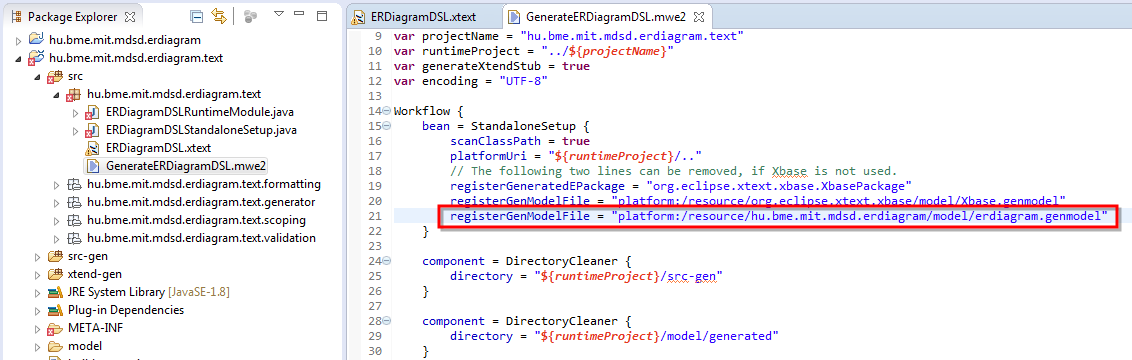 Package Explorer
hu.bme.mit.mdsd.erdiagram
hu.bme.mit.mdsd.erdiagram.text
src
hu.bme.mit.mdsd.erdiagram.text
ERDiagramDSLRuntimeModule.java
ERDiagramDSLStandaloneSetup.java
ERDiagramDSL.xtext
GenerateERDiagramDSL.mwe2
hu.bme.mit.mdsd.erdiagram.text.formatting
hu.bme.mit.mdsd.erdiagram.text.generator
hu.bme.mit.mdsd.erdiagram.text.scoping
hu.bme.mit.mdsd.erdiagram.text.validation
src-gen
xtend-gen
JRE System Library [JavaSE-1.8]
Plug-in Dependencies
META-INF
model
ERDiagramDSL.xtext
GenerateERDiagramDSL.mwe2
9 var projectName = "hu.bme.mit.mdsd.erdiagram.text"
10 var runtimeProject = "../${projectName}"
11 var generateXtendStub = true
12 var encoding = "UTF-8"
13
14 Workflow {
15 bean = StandaloneSetup {
16 scanClassPath = true
17 platformUri = "${runtimeProject}/.."
18 // The following two lines can be removed, if Xbase is not used.
19 registerGeneratedEPackage = "org.eclipse.xtext.xbase.XbasePackage"
20 registerGenModelFile = "platform:/resource/org.eclipse.xtext.xbase/model/Xbase.genmodel"
21 registerGenModelFile = "platform:/resource/hu.bme.mit.mdsd.erdiagram/model/erdiagram.genmodel"
22 }
23
24 component = DirectoryCleaner {
25 directory = "${runtimeProject}/src-gen"
26 }
27
28 component = DirectoryCleaner {
29 directory = "${runtimeProject}/model/generated"
30 }